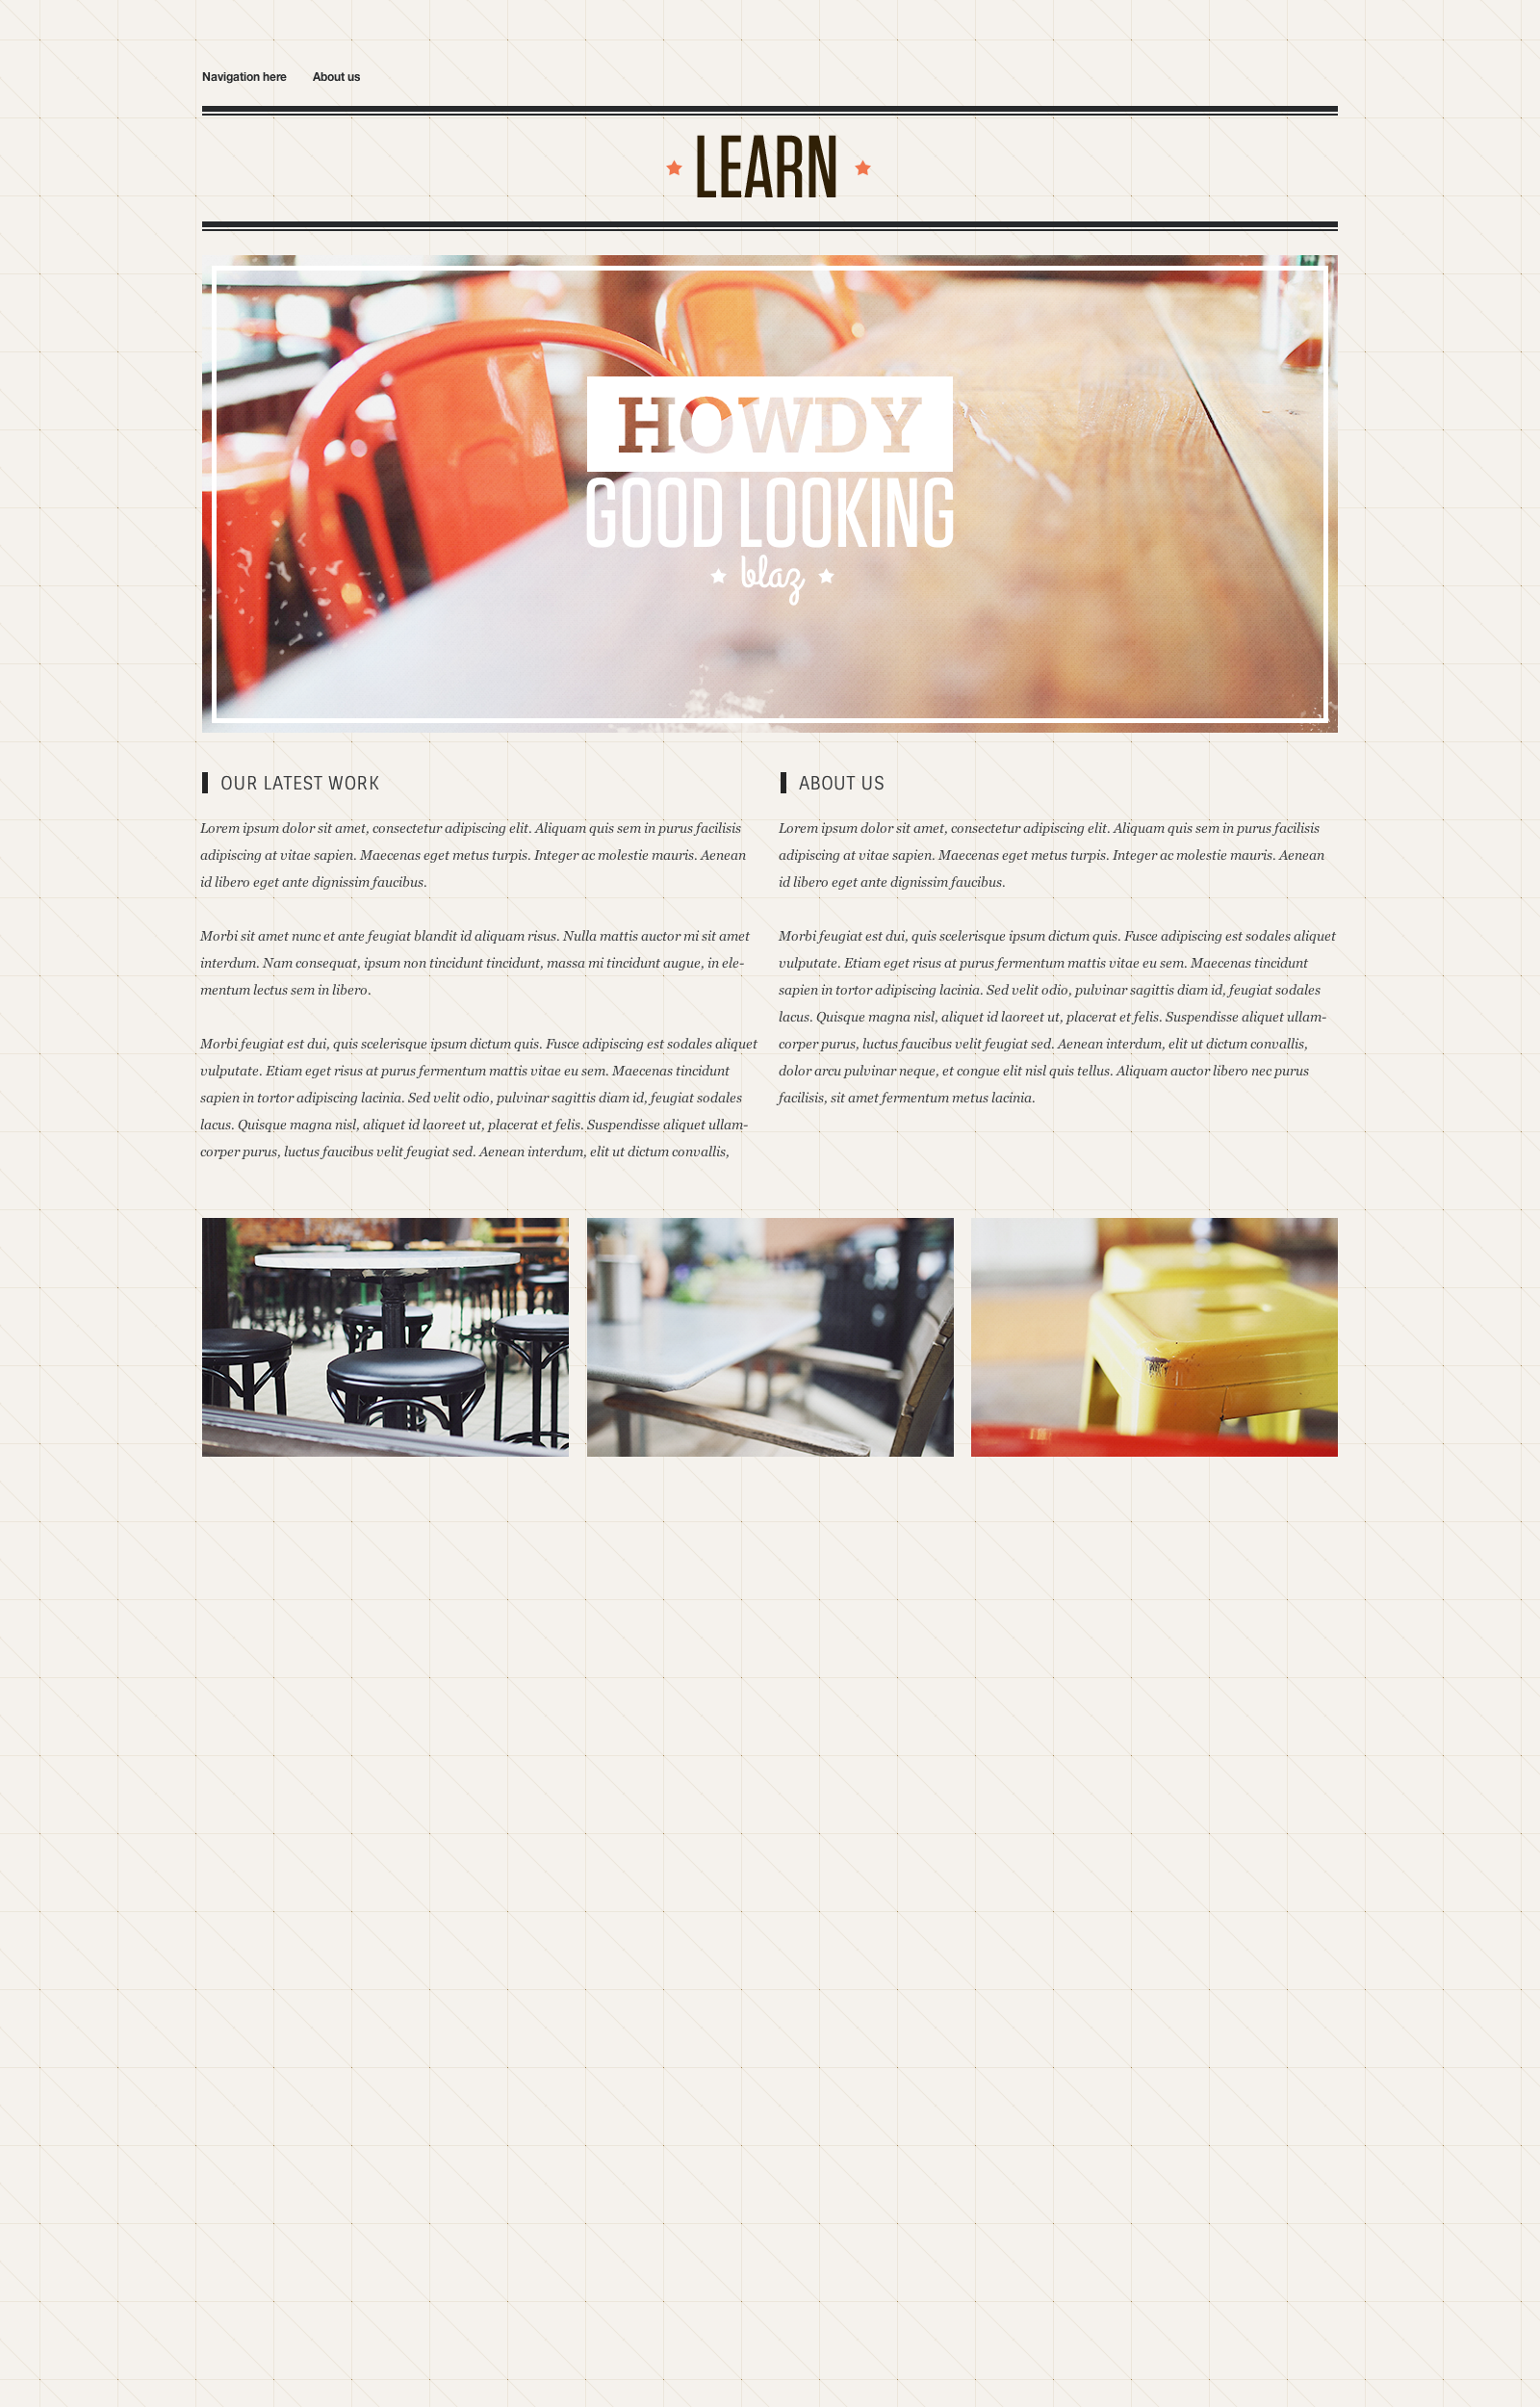 Navigation here About us
LEARN
HOWDY
GOOD LOOKING
blaz
OUR LATEST WORK
Lorem ipsum dolor sit amet, consectetur adipiscing elit. Aliquam quis sem in purus facilisis
adipiscing at vitae sapien. Maecenas eget metus turpis. Integer ac molestie mauris. Aenean
id libero eget ante dignissim faucibus.
Morbi sit amet nunc et ante feugiat blandit id aliquam risus. Nulla mattis auctor mi sit amet
interdum. Nam consequat, ipsum non tincidunt tincidunt, massa mi tincidunt augue, in ele-
mentum lectus sem in libero.
Morbi feugiat est dui, quis scelerisque ipsum dictum quis. Fusce adipiscing est sodales aliquet
vulputate. Etiam eget risus at purus fermentum mattis vitae eu sem. Maecenas tincidunt
sapien in tortor adipiscing lacinia. Sed velit odio, pulvinar sagittis diam id, feugiat sodales
lacus. Quisque magna nisl, aliquet id laoreet ut, placerat et felis. Suspendisse aliquet ullam-
corper purus, luctus faucibus velit feugiat sed. Aenean interdum, elit ut dictum convallis,
ABOUT US
Lorem ipsum dolor sit amet, consectetur adipiscing elit. Aliquam quis sem in purus facilisis
adipiscing at vitae sapien. Maecenas eget metus turpis. Integer ac molestie mauris. Aenean
id libero eget ante dignissim faucibus.
Morbi feugiat est dui, quis scelerisque ipsum dictum quis. Fusce adipiscing est sodales aliquet
vulputate. Etiam eget risus at purus fermentum mattis vitae eu sem. Maecenas tincidunt
sapien in tortor adipiscing lacinia. Sed velit odio, pulvinar sagittis diam id, feugiat sodales
lacus. Quisque magna nisl, aliquet id laoreet ut, placerat et felis. Suspendisse aliquet ullam-
corper purus, luctus faucibus velit feugiat sed. Aenean interdum, elit ut dictum convallis,
dolor arcu pulvinar neque, et congue elit nisl quis tellus. Aliquam auctor libero nec purus
facilisis, sit amet fermentum metus lacinia.